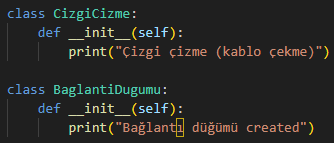 class CizgiCizme:
    def __init__(self):
        print("Çizgi çizme (kablo çekme)")
class BaglantiDugumu:
    def __init__(self):
        print("Bağlantı düğümü created")